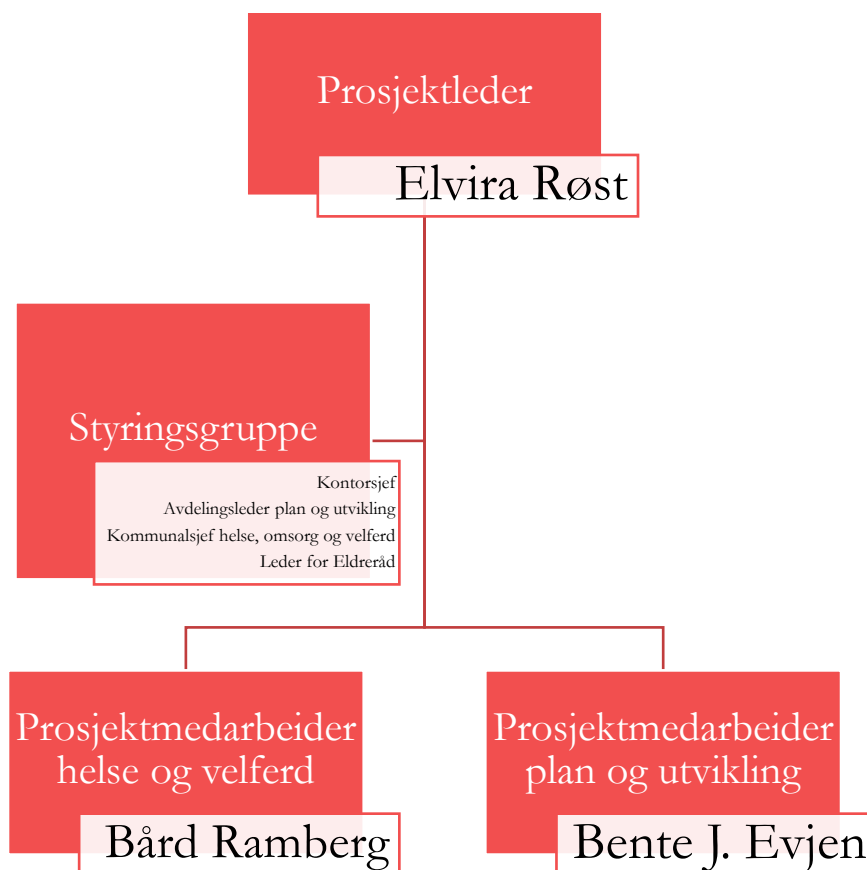 Prosjektleder
Elvira Røst
Styringsgruppe
Kontorsjef
Avdelingsleder plan og utvikling
Kommunalsjef helse, omsorg og velferd
Leder for Eldreråd
Prosjektmedarbeider
helse og velferd
Bård Ramberg
Prosjektmedarbeider
plan og utvikling
Bente J. Evjen